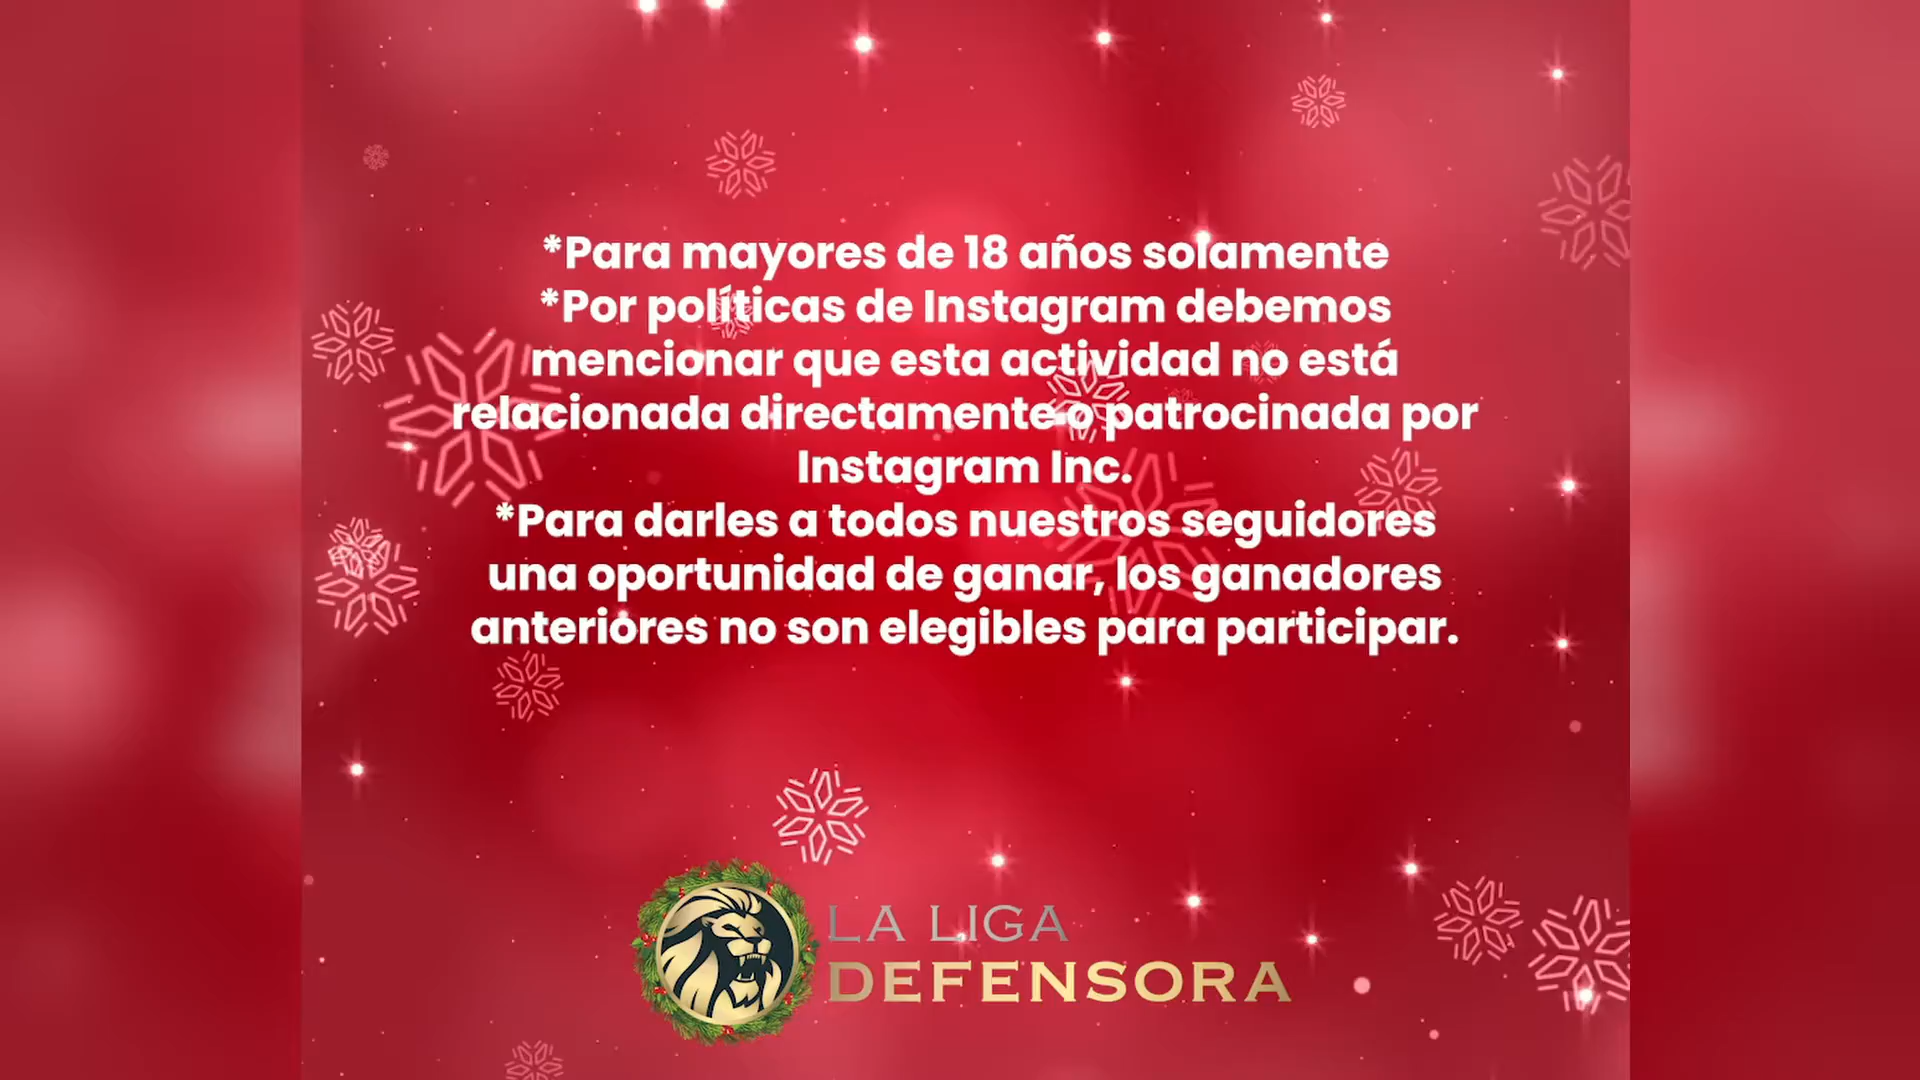 *Para mayores de 18 años solamente
*Por políticas de Instagram debemos
mencionar que esta actividad no está
relacionada directamente o patrocinada por
Instagram Inc.
*Para darles a todos nuestros seguidores
una oportunidad de ganar, los ganadores
anteriores no son elegibles para participar.
LA LIGA
DEFENSORA